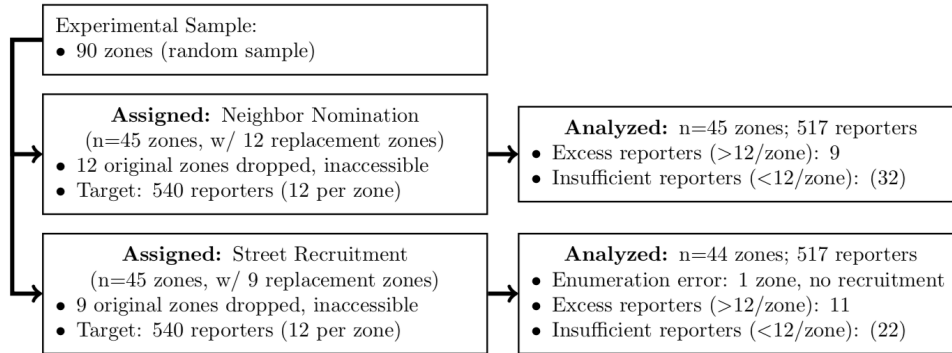 Experimental Sample:
• 90 zones (random sample)
Assigned: Neighbor Nomination
(n=45 zones, w/ 12 replacement zones)
• 12 original zones dropped, inaccessible
• Target: 540 reporters (12 per zone)
Analyzed: n=45 zones; 517 reporters
• Excess reporters (>12/zone): 9
• Insufficient reporters (<12/zone): (32)
Assigned: Street Recruitment
(n=45 zones, w/ 9 replacement zones)
• 9 original zones dropped, inaccessible
• Target: 540 reporters (12 per zone)
Analyzed: n=44 zones; 517 reporters
• Enumeration error: 1 zone, no recruitment
• Excess reporters (>12/zone): 11
• Insufficient reporters (<12/zone): (22)